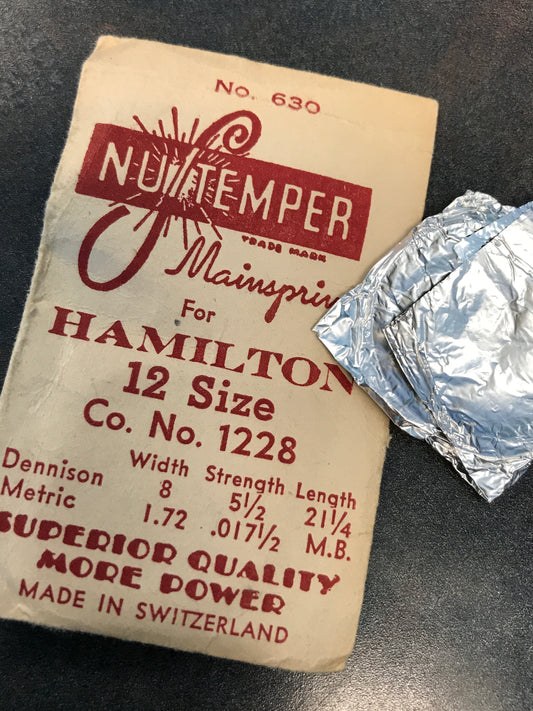 No. 630
NU TEMPER
TRADE MARK
Mainsprin
For
HAMILTON
12 Size
Co. No. 1228
Width Strength Length
Dennison 8 5½ 21¼
Metric 1.72 .017½ M.B.
SUPERIOR QUALITY
MORE POWER
MADE IN SWITZERLAND